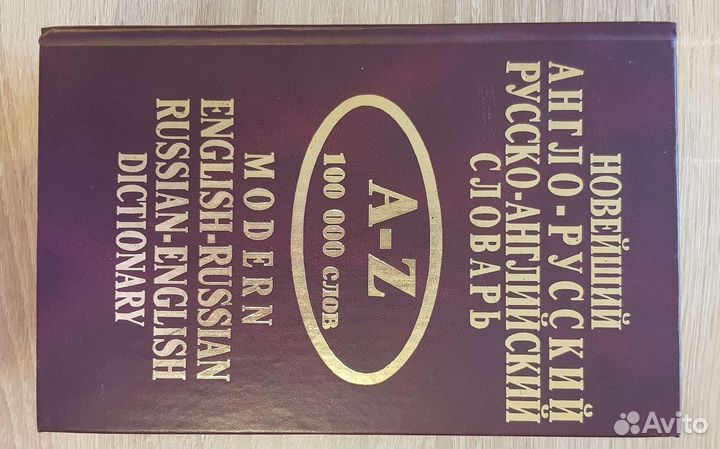 НОВЕЙШИЙ
АНГЛО-РУССКИЙ
РУССКО-АНГЛИЙСКИЙ
СЛОВАРЬ
A-Z
100 000 СЛОВ
MODERN
ENGLISH-RUSSIAN
RUSSIAN-ENGLISH
DICTIONARY
Avito